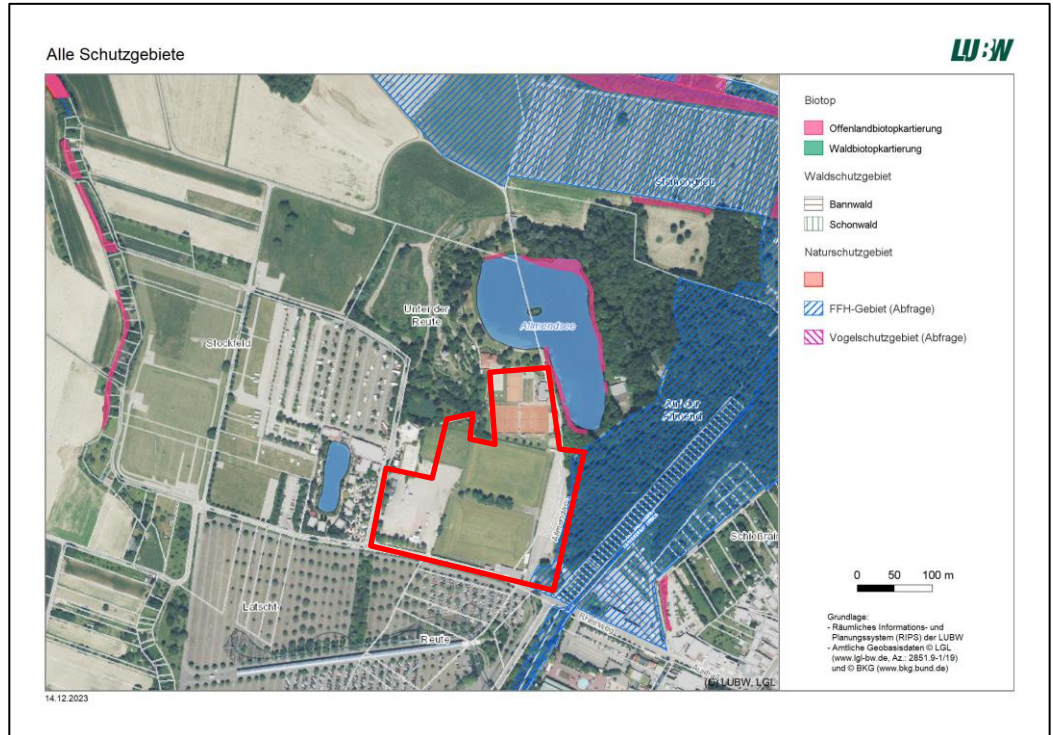 Alle Schutzgebiete
LUBW
Biotop
Offenlandbiotopkartierung
Waldbiotopkartierung
Waldschutzgebiet
Bannwald
Schonwald
Naturschutzgebiet
FFH-Gebiet (Abfrage)
Vogelschutzgebiet (Abfrage)
Unter der
Reute
Allmendsee
Stockfeld
Auf der
Allmend
Schleßrain
Latscht
Reute
Rheinweg
0 50 100 m
Grundlage:
- Räumliches Informations- und
Planungssystem (RIPS) der LUBW
- Amtliche Geobasisdaten © LGL
(www.lgl-bw.de, Az.: 2851.9-1/19)
und © BKG (www.bkg.bund.de)
(C) LUBW, LGL
14.12.2023